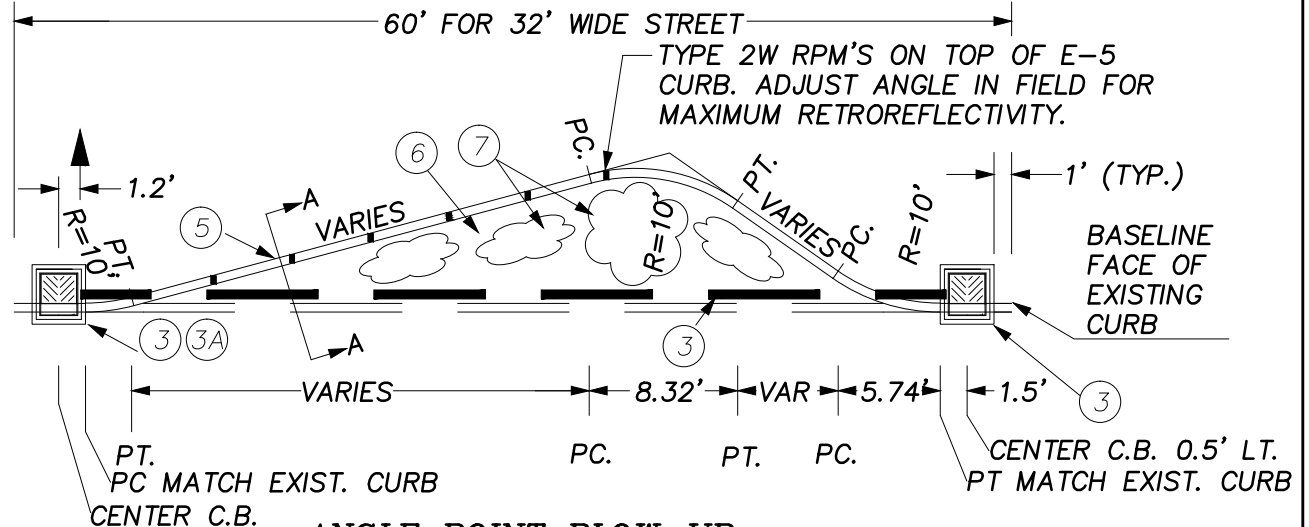 60' FOR 32' WIDE STREET
TYPE 2W RPM'S ON TOP OF E-5
CURB. ADJUST ANGLE IN FIELD FOR
MAXIMUM RETROREFLECTIVITY.
1.2'
R=10'
PT.
5
A
VARIES
6
7
PC.
R=10'
PT.
VARIES
PC.
R=10'
1' (TYP.)
BASELINE
FACE OF
EXISTING
CURB
3
3A
A
3
3
VARIES
8.32'
VAR
5.74'
1.5'
PT.
PC.
PT.
PC.
CENTER C.B. 0.5' LT.
PC MATCH EXIST. CURB
PT MATCH EXIST. CURB
CENTER C.B.
ANGLE POINT BLOW UP